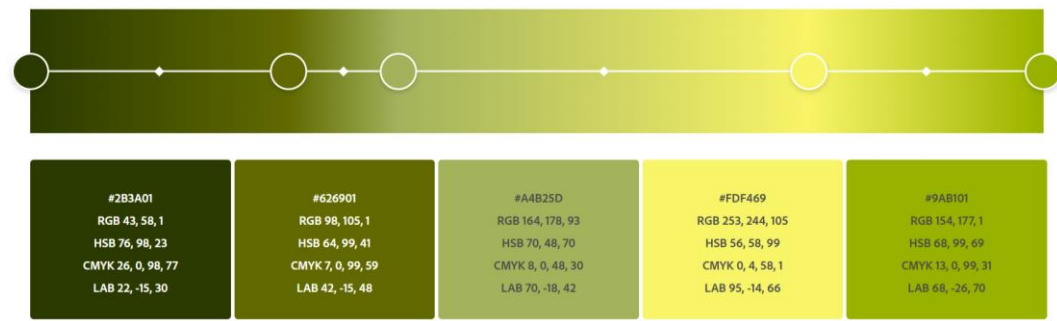 #2B3A01
RGB 43, 58, 1
HSB 76, 98, 23
CMYK 26, 0, 98, 77
LAB 22, -15, 30
#626901
RGB 98, 105, 1
HSB 64, 99, 41
CMYK 7, 0, 99, 59
LAB 42, -15, 48
#A4B25D
RGB 164, 178, 93
HSB 70, 48, 70
CMYK 8, 0, 48, 30
LAB 70, -18, 42
#FDF469
RGB 253, 244, 105
HSB 56, 58, 99
CMYK 0, 4, 58, 1
LAB 95, -14, 66
#9AB101
RGB 154, 177, 1
HSB 68, 99, 69
CMYK 13, 0, 99, 31
LAB 68, -26, 70